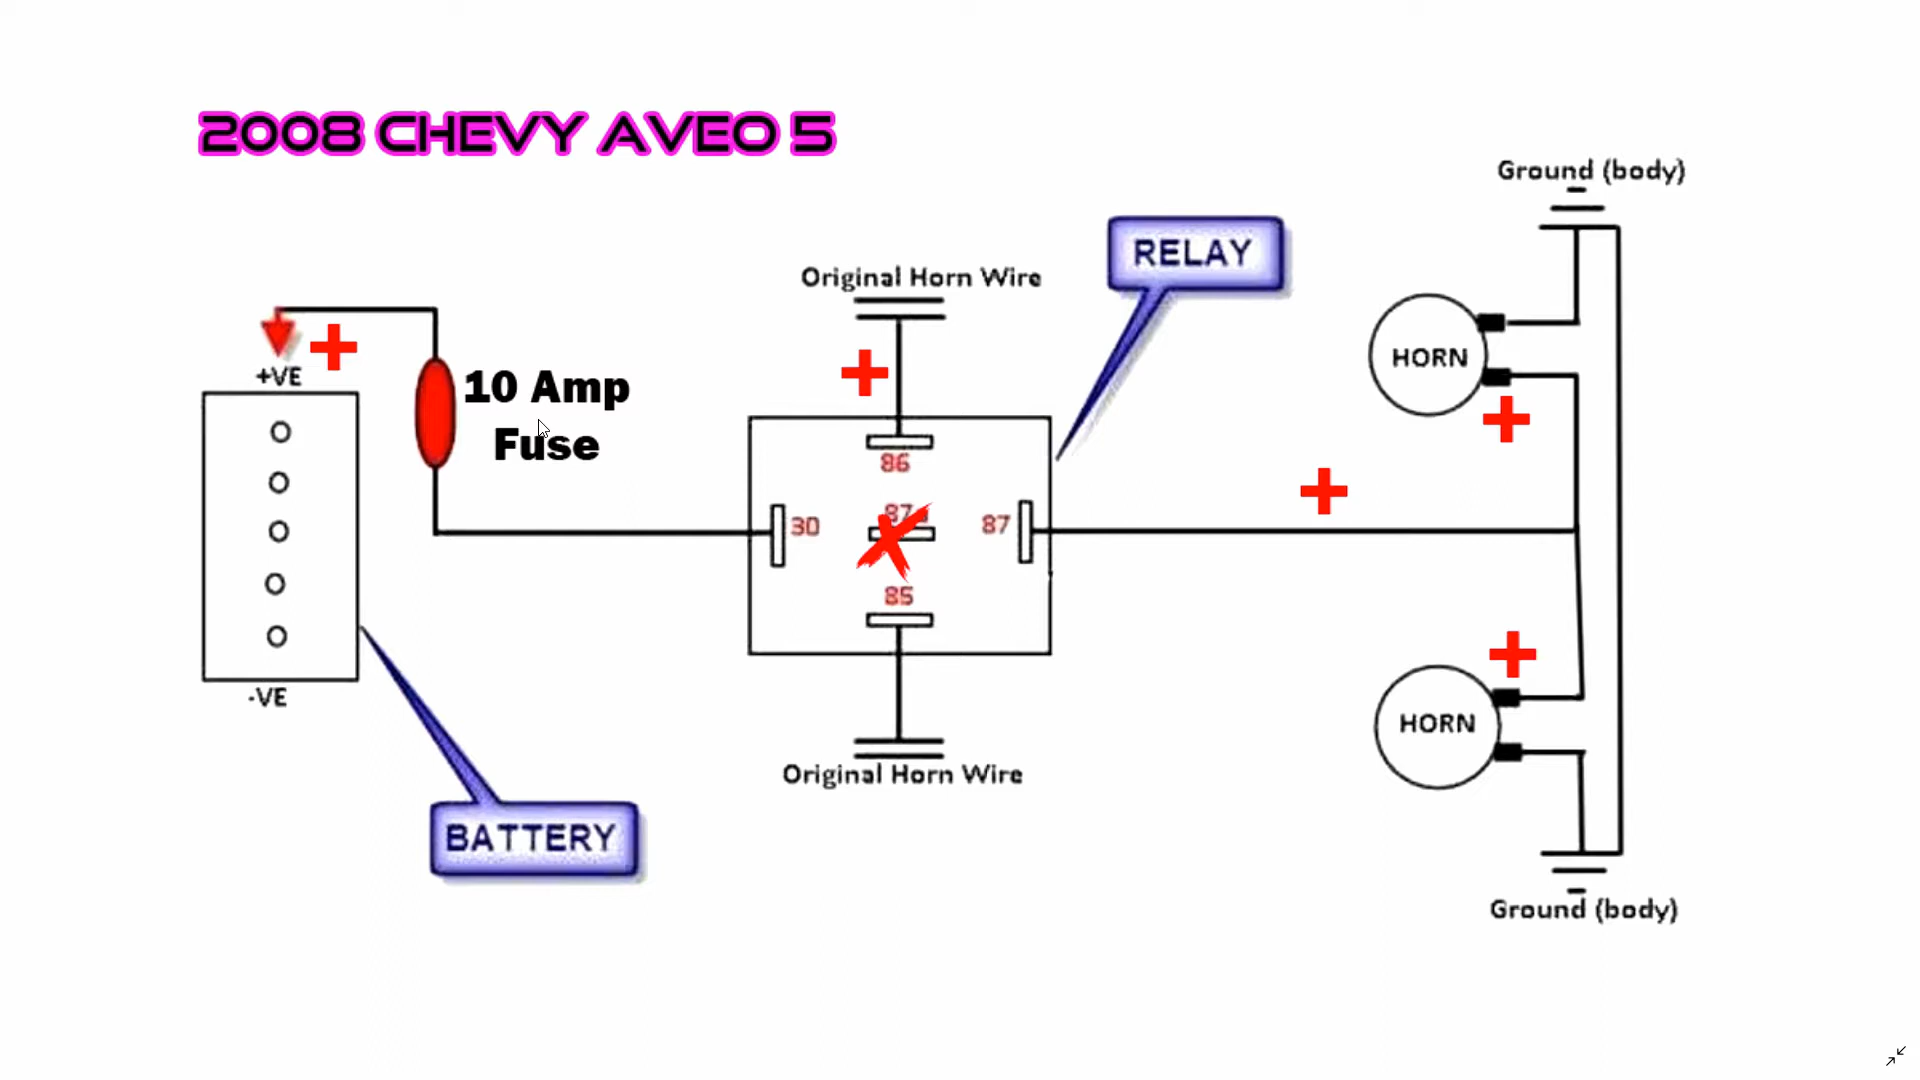 2008 CHEVY AVEO 5
Ground (body)
RELAY
Original Horn Wire
+VE
10 Amp
Fuse
HORN
86
30
87
85
HORN
-VE
Original Horn Wire
BATTERY
Ground (body)